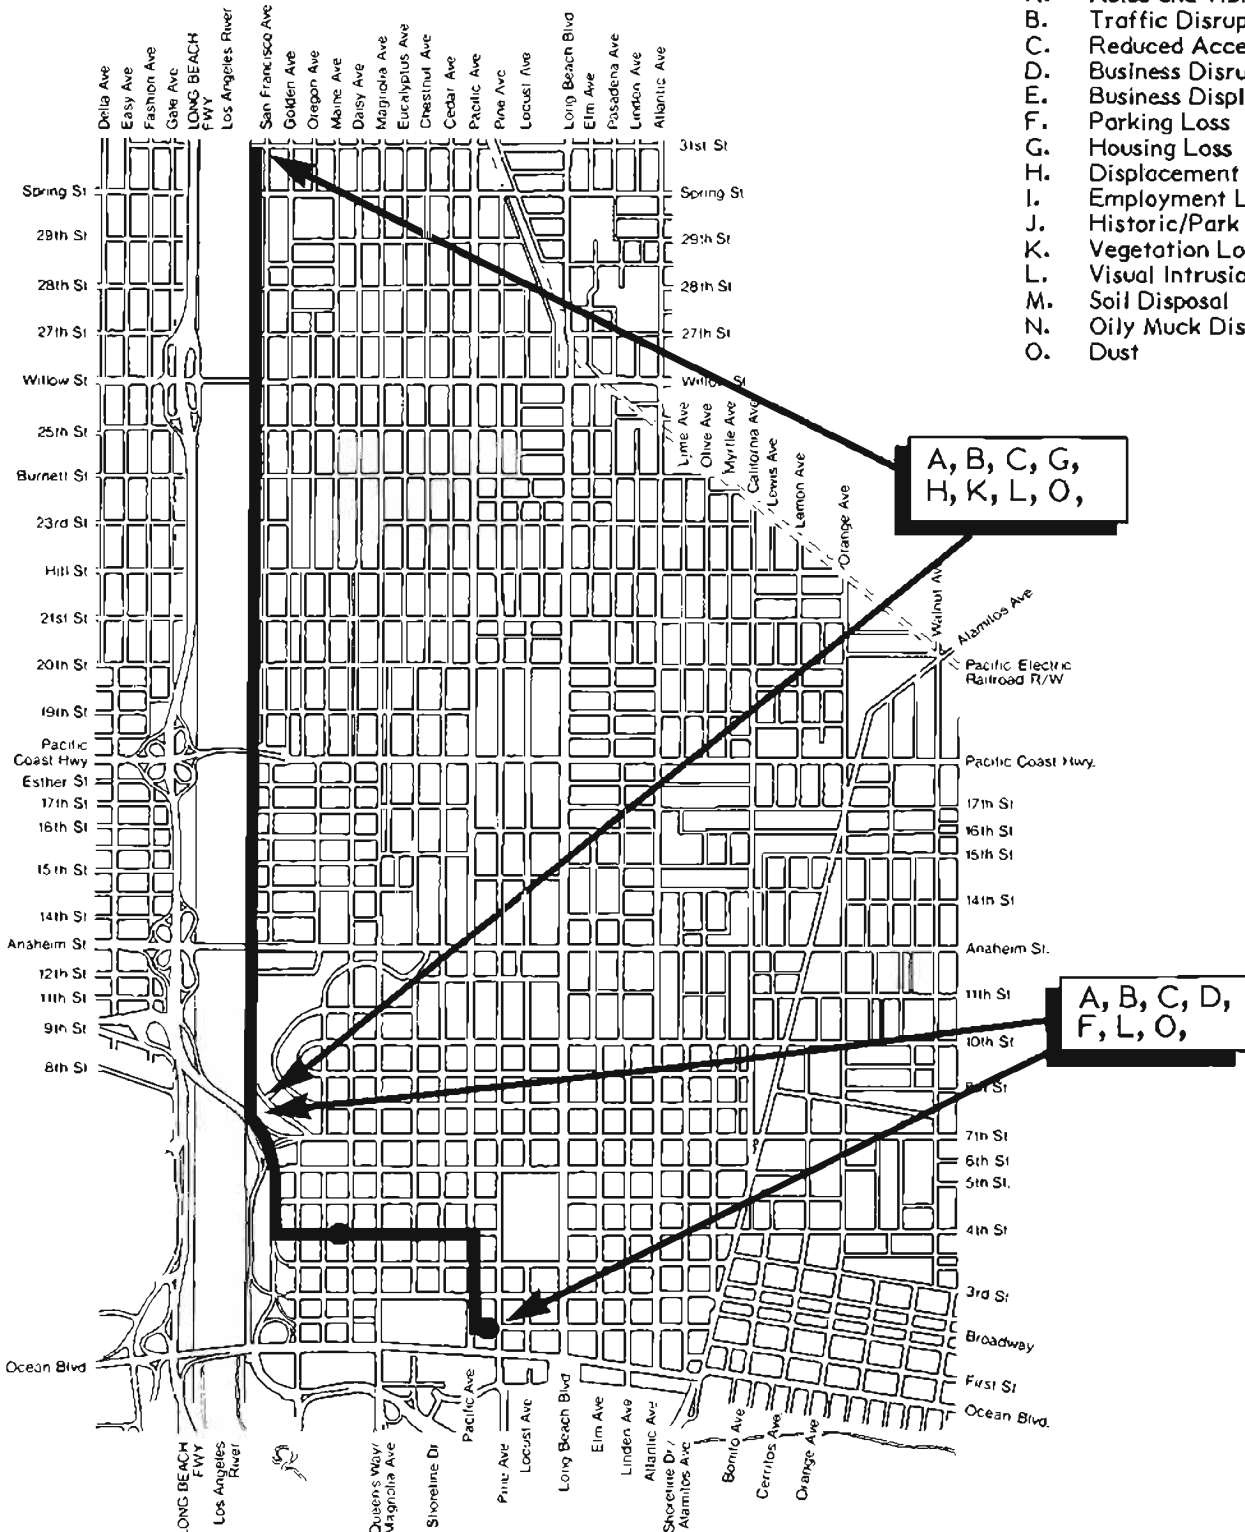 B. Traffic Disrup
C. Reduced Acce
D. Business Disru
E. Business Displ
F. Parking Loss
G. Housing Loss
H. Displacement
I. Employment L
J. Historic/Park
K. Vegetation Lo
L. Visual Intrusio
M. Soil Disposal
N. Oily Muck Dis
O. Dust
Delta Ave
Easy Ave
Fashion Ave
Gale Ave
LONG BEACH
FWY
Los Angeles River
San Francisco Ave
Golden Ave
Oregon Ave
Maine Ave
Daisy Ave
Magnolia Ave
Eucalyptus Ave
Chestnut Ave
Cedar Ave
Pacific Ave
Pine Ave
Locust Ave
Long Beach Blvd
Elm Ave
Pasadena Ave
Linden Ave
Atlantic Ave
31st St
Spring St
Spring St
29th St
29th St
28th St
28th St
27th St
27th St
Willow St
Willow St
25th St
Burnett St
23rd St
Hill St
21st St
20th St
19th St
Pacific
Coast Hwy
Esther St
17th St
16th St
15th St
14th St
Anaheim St
12th St
11th St
9th St
8th St
Ocean Blvd
Lime Ave
Olive Ave
Myrtle Ave
California Ave
Lewis Ave
Lemon Ave
Orange Ave
Walnut Ave
Alamitos Ave
A, B, C, G,
H, K, L, O,
Pacific Electric
Railroad R/W
Pacific Coast Hwy.
17th St
16th St
15th St
14th St
Anaheim St.
11th St
A, B, C, D,
F, L, O,
10th St
7th St
6th St
5th St.
4th St
3rd St
Broadway
First St
Ocean Blvd.
LONG BEACH
FWY
Los Angeles
River
Queen's Way/
Magnolia Ave
Shoreline Dr
Pacific Ave
Pine Ave
Locust Ave
Long Beach Blvd
Elm Ave
Linden Ave
Atlantic Ave
Shoreline Dr/
Alamitos Ave
Bonito Ave
Cerritos Ave
Orange Ave